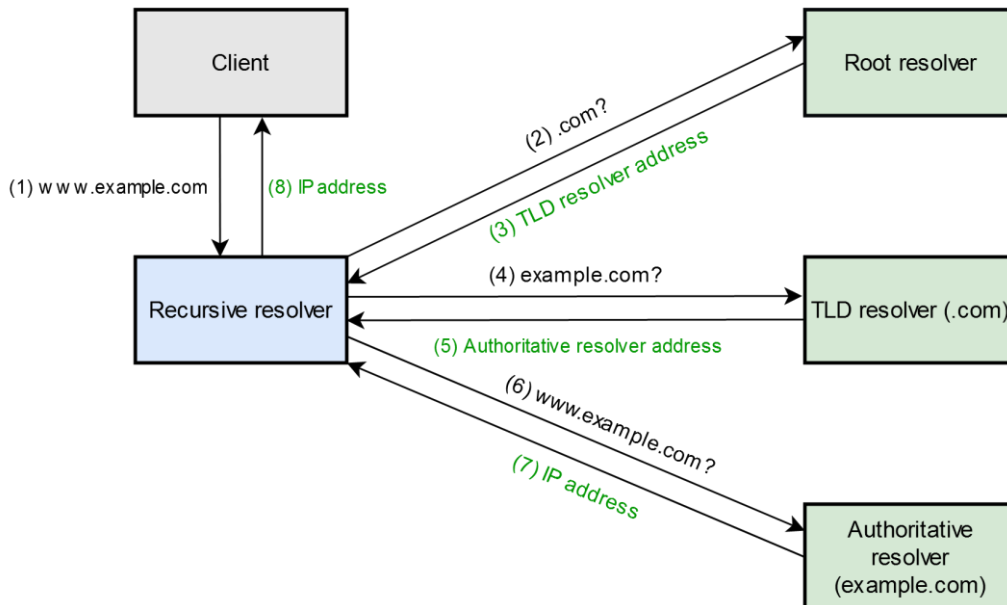 Client
Root resolver
(2) .com?
(3) TLD resolver address
(1) www.example.com
(8) IP address
(4) example.com?
Recursive resolver
TLD resolver (.com)
(5) Authoritative resolver address
(6) www.example.com?
(7) IP address
Authoritative
resolver
(example.com)